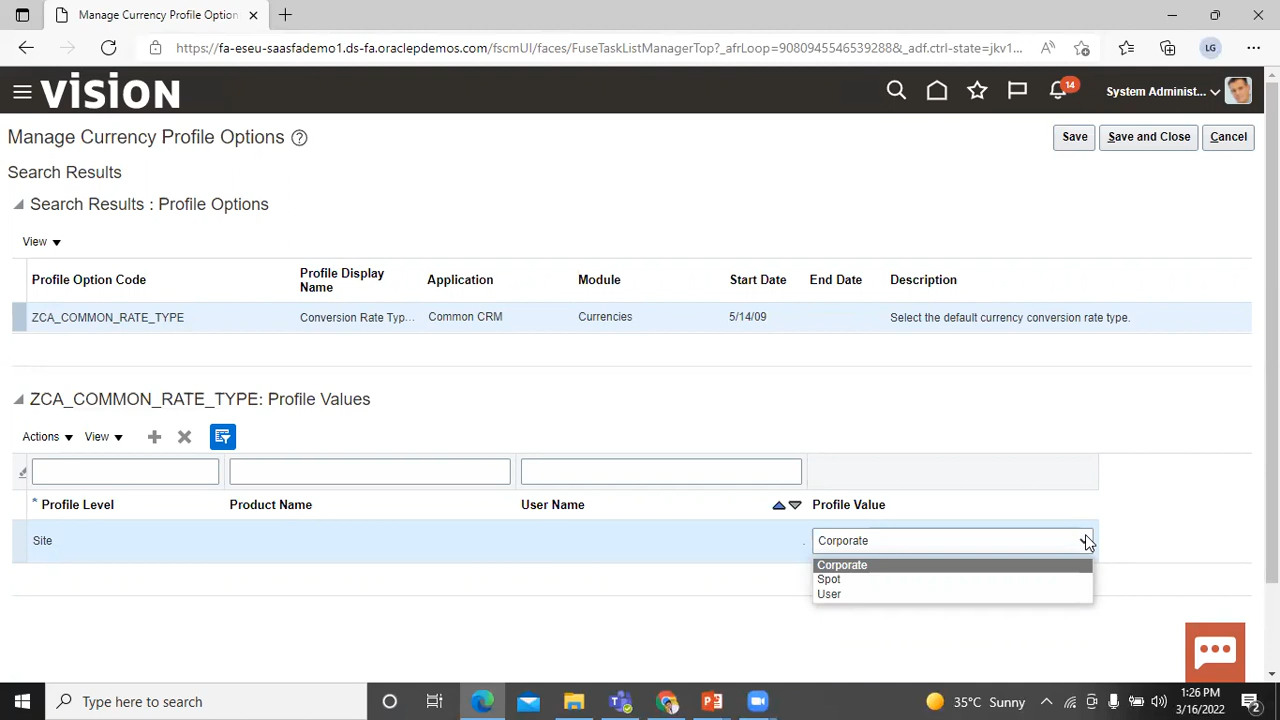 Manage Currency Profile Option
https://fa-eseu-saasfademo1.ds-fa.oraclepdemos.com/fscmUI/faces/FuseTaskListManagerTop?_afrLoop=9080945546539288&_adf.ctrl-state=jkv1...
LG
VISION
14
System Administ...
Manage Currency Profile Options
Save
Save and Close
Cancel
Search Results
Search Results : Profile Options
View
Profile Option Code
Profile Display Name
Application
Module
Start Date
End Date
Description
ZCA_COMMON_RATE_TYPE
Conversion Rate Typ...
Common CRM
Currencies
5/14/09
Select the default currency conversion rate type.
ZCA_COMMON_RATE_TYPE: Profile Values
Actions
View
* Profile Level
Product Name
User Name
Profile Value
Site
Corporate
Corporate
Spot
User
Type here to search
35°C Sunny
1:26 PM
3/16/2022
2